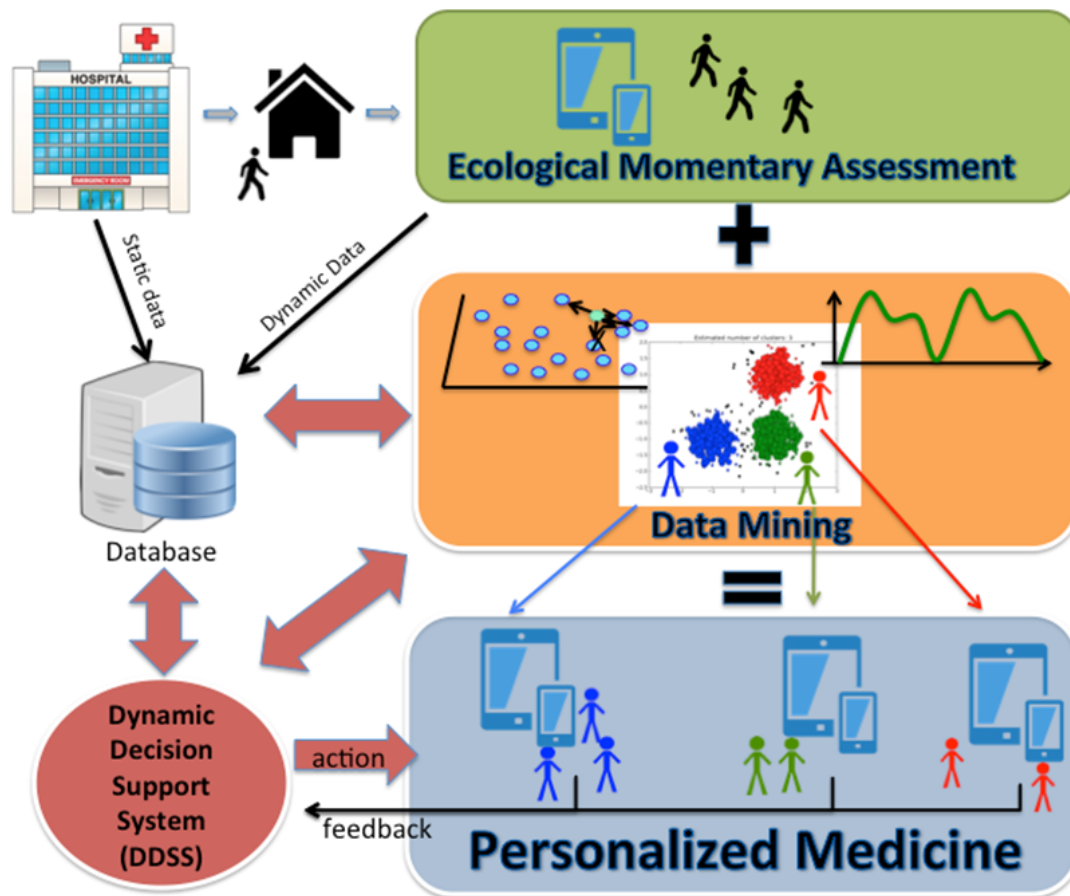 HOSPITAL
EMERGENCY ROOM
Ecological Momentary Assessment
Static data
Dynamic Data
Estimated number of clusters: 3
Data Mining
Database
Dynamic
Decision
Support
System
(DDSS)
action
feedback
Personalized Medicine